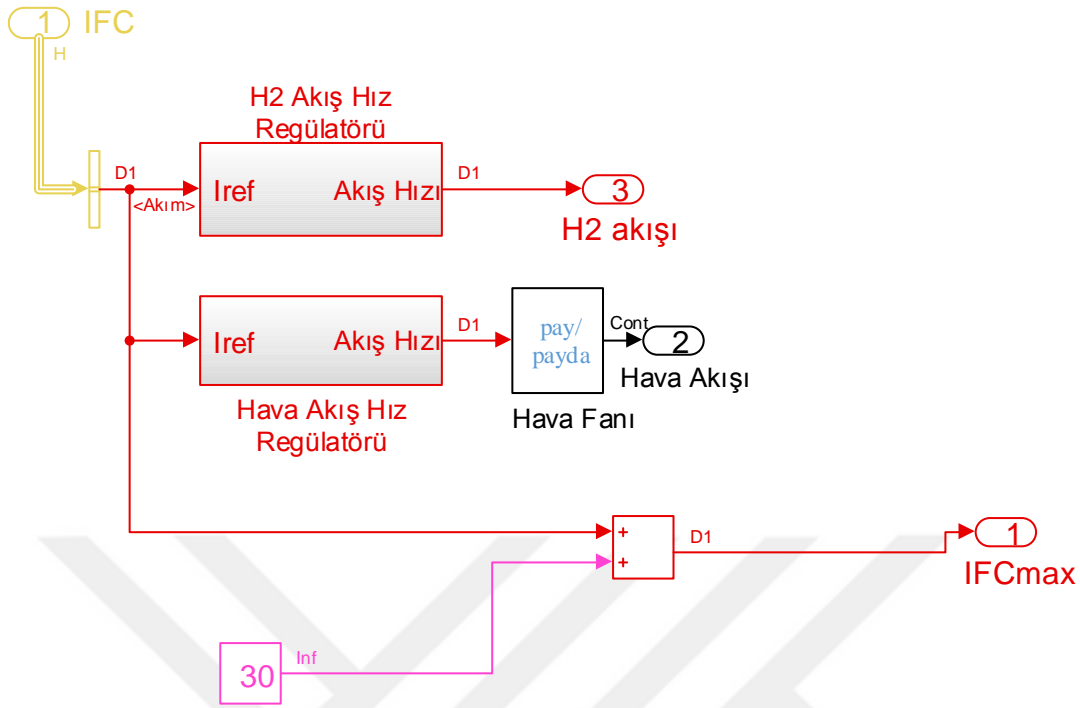 1 IFC
H
H2 Akış Hız
Regülatörü
D1
<Akım>
Iref
Akış Hızı
D1
3
H2 akışı
Iref
Akış Hızı
D1
pay/
payda
Cont
2
Hava Akışı
Hava Fanı
Hava Akış Hız
Regülatörü
+
+
D1
1
IFCmax
30
Inf